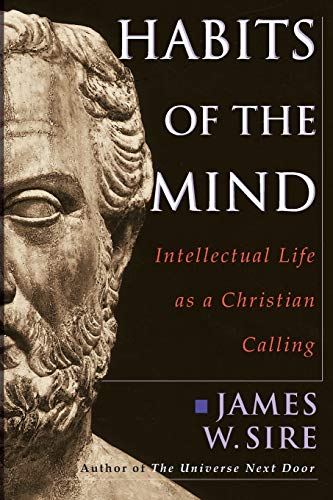 HABITS
OF THE
MIND
Intellectual Life
as a Christian
Calling
JAMES
W. SIRE
Author of The Universe Next Door